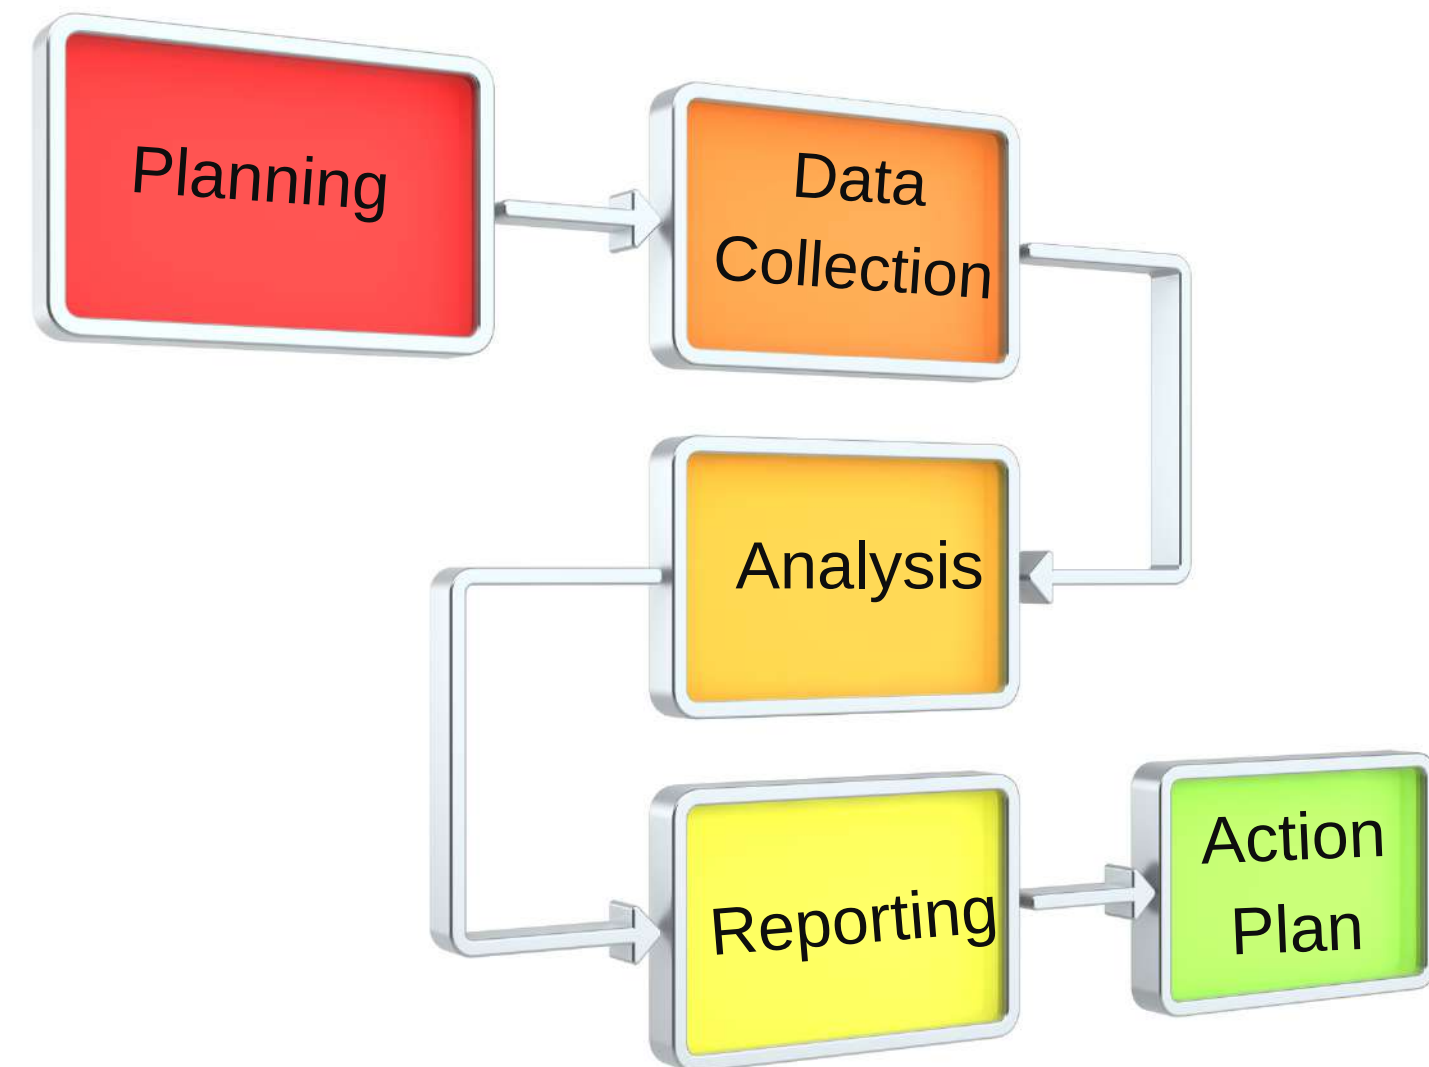 Planning
Data
Collection
Analysis
Reporting
Action
Plan